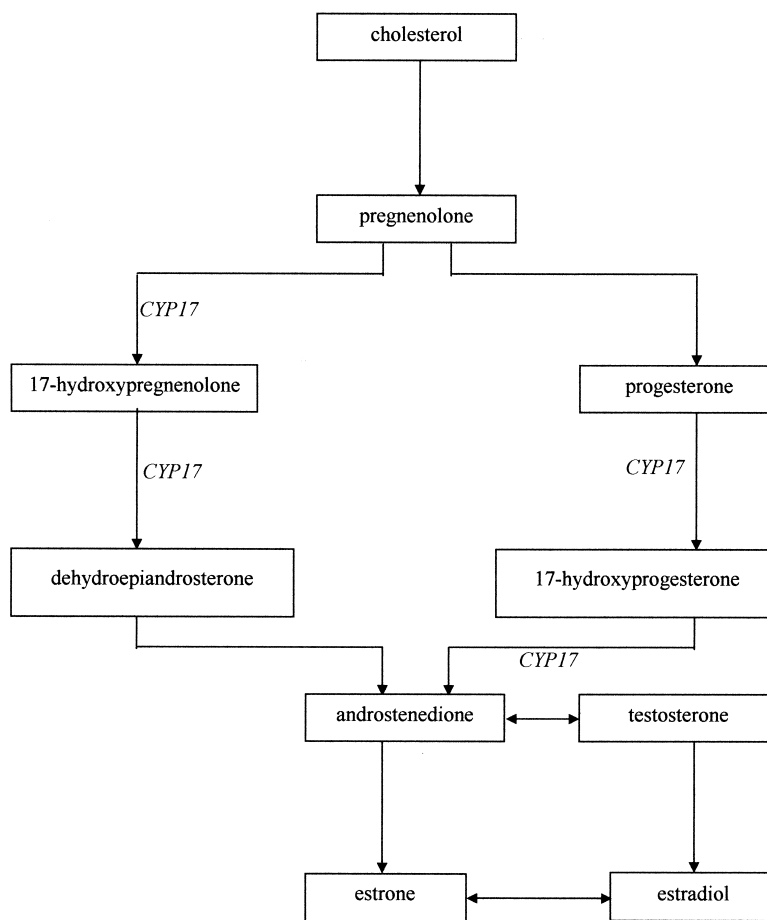 cholesterol
pregnenolone
CYP17
17-hydroxypregnenolone
progesterone
CYP17
CYP17
dehydroepiandrosterone
17-hydroxyprogesterone
CYP17
androstenedione
testosterone
estrone
estradiol